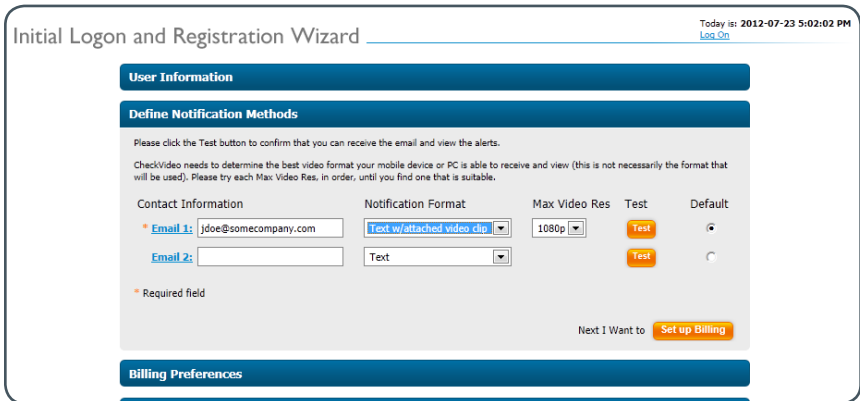 Initial Logon and Registration Wizard
Today is: 2012-07-23 5:02:02 PM
Log On
User Information
Define Notification Methods
Please click the Test button to confirm that you can receive the email and view the alerts.
CheckVideo needs to determine the best video format your mobile device or PC is able to receive and view (this is not necessarily the format that
will be used). Please try each Max Video Res, in order, until you find one that is suitable.
Contact Information Notification Format Max Video Res Test Default
* Email 1: jdoe@somecompany.com Text w/attached video clip 1080p Test
Email 2: Text Test
* Required field
Next I Want to Set up Billing
Billing Preferences